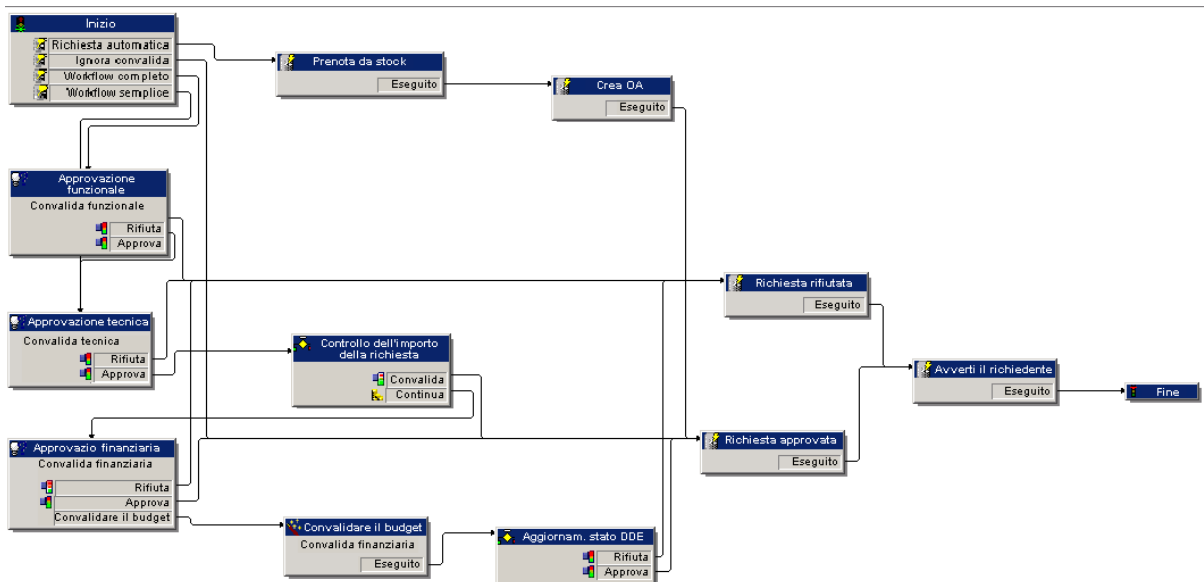 Inizio
Richiesta automatica
Ignora convalida
Workflow completo
Workflow semplice
Prenota da stock
Eseguito
Crea OA
Eseguito
Approvazione
funzionale
Convalida funzionale
Rifiuta
Approva
Richiesta rifiutata
Eseguito
Approvazione tecnica
Convalida tecnica
Rifiuta
Approva
Controllo dell'importo
della richiesta
Convalida
Continua
Avverti il richiedente
Eseguito
Fine
Approvazio finanziaria
Convalida finanziaria
Rifiuta
Approva
Convalidare il budget
Richiesta approvata
Eseguito
Convalidare il budget
Convalida finanziaria
Eseguito
Aggiornam. stato DDE
Rifiuta
Approva